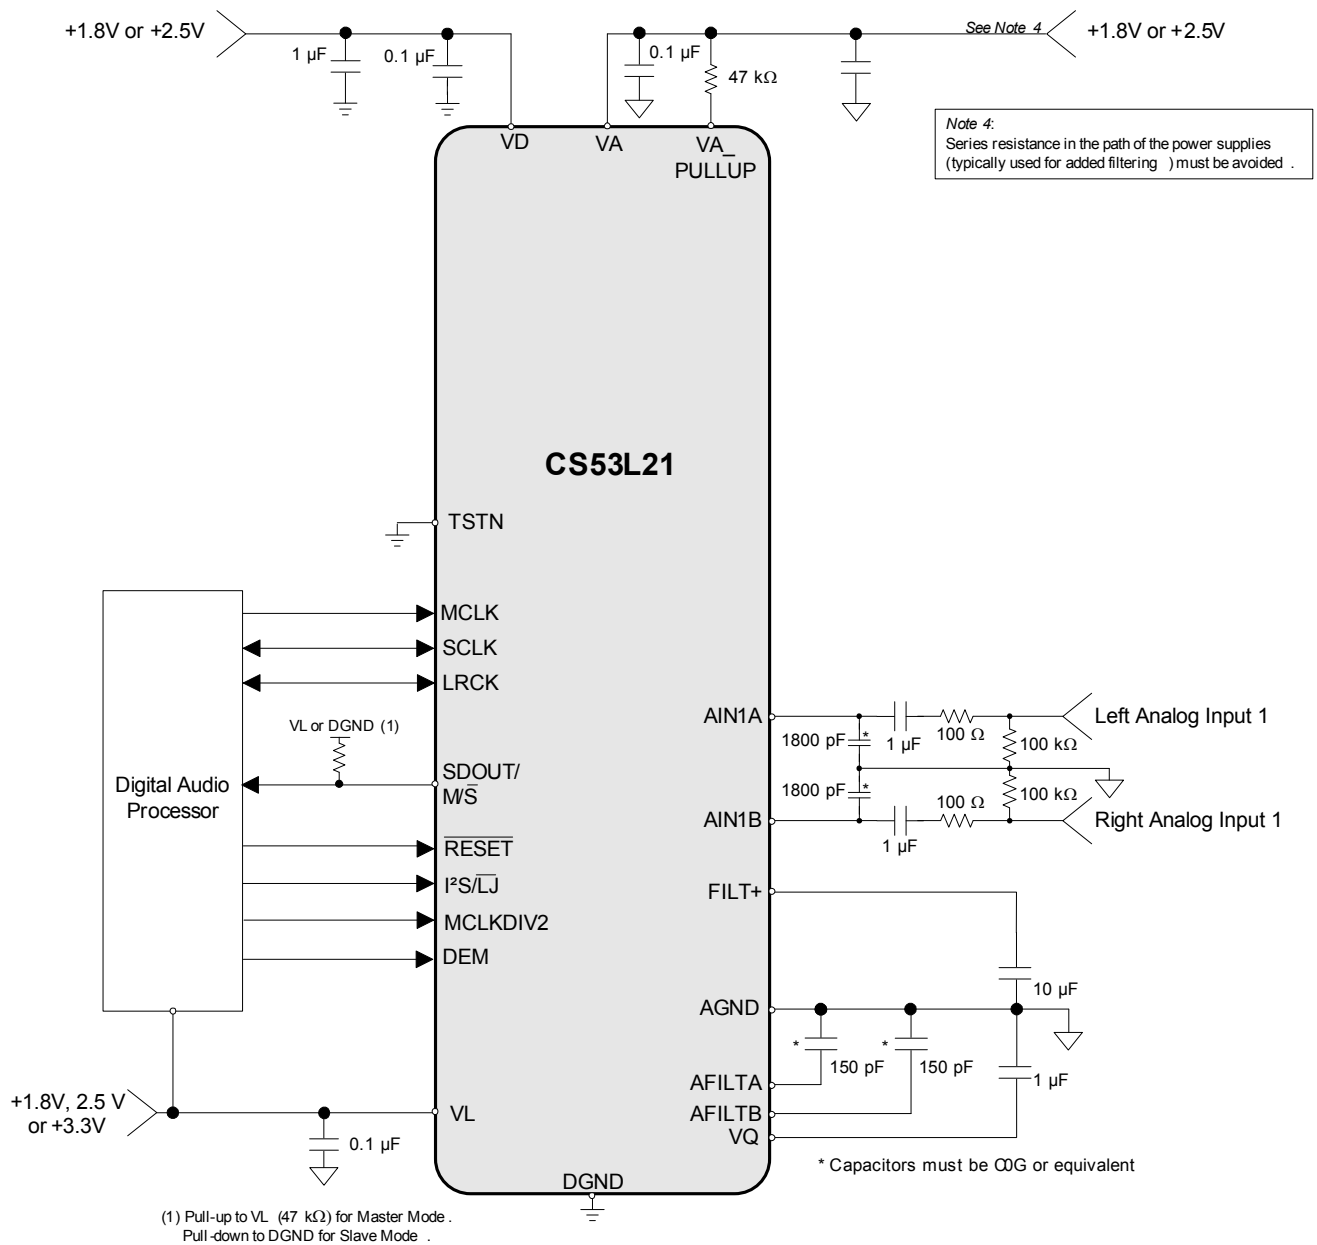 +1.8V or +2.5V
1 µF
0.1 µF
0.1 µF
47 kΩ
See Note 4
+1.8V or +2.5V
Note 4:
Series resistance in the path of the power supplies
(typically used for added filtering ) must be avoided .
VD
VA
VA_
PULLUP
CS53L21
TSTN
MCLK
SCLK
LRCK
VL or DGND (1)
SDOUT/
M/S̅
Digital Audio
Processor
R̅E̅S̅E̅T̅
I²S/L̅J̅
MCLKDIV2
DEM
AIN1A
1800 pF
*
1 µF
100 Ω
100 kΩ
Left Analog Input 1
1800 pF
*
AIN1B
1 µF
100 Ω
100 kΩ
Right Analog Input 1
FILT+
10 µF
AGND
*
150 pF
*
150 pF
1 µF
AFILTA
AFILTB
VQ
+1.8V, 2.5 V
or +3.3V
VL
0.1 µF
* Capacitors must be C0G or equivalent
DGND
(1) Pull-up to VL (47 kΩ) for Master Mode .
Pull-down to DGND for Slave Mode .